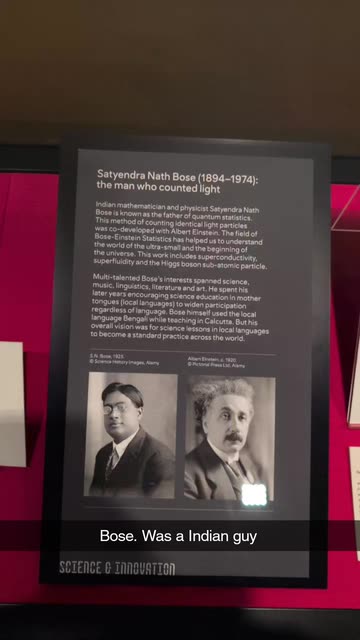 Satyendra Nath Bose (1894–1974):
the man who counted light
Indian mathematician and physicist Satyendra Nath
Bose is known as the father of quantum statistics.
This method of counting identical light particles
was co-developed with Albert Einstein. The field of
Bose-Einstein Statistics has helped us to understand
the world of the ultra-small and the beginning of
the universe. This work includes superconductivity,
superfluidity and the Higgs boson sub-atomic particle.
Multi-talented Bose's interests spanned science,
music, linguistics, literature and art. He spent his
later years encouraging science education in mother
tongues (local languages) to widen participation
regardless of language. Bose himself used the local
language Bengali while teaching in Calcutta. But his
overall vision was for science lessons in local languages
to become a standard practice across the world.
S.N. Bose, 1925
© Science History Images, Alamy
Albert Einstein, c. 1920
© Pictorial Press Ltd, Alamy
Bose. Was a Indian guy
SCIENCE & INNOVATION